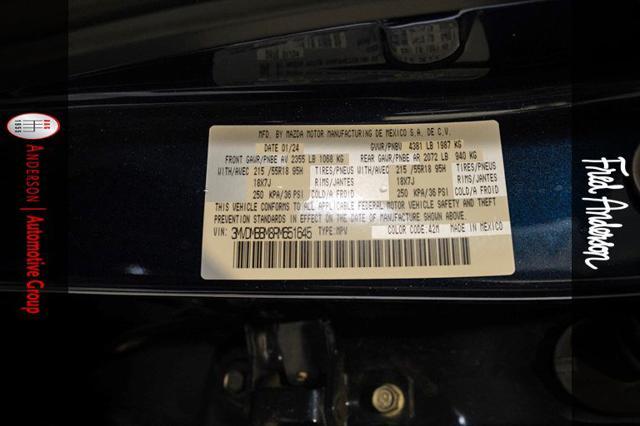 MFD. BY MAZDA MOTOR MANUFACTURING DE MEXICO S.A. DE C.V.
DATE 01/24 GVWR/PNBV 4381 LB 1987 KG
FRONT GAWR/PNBE AV 2355 LB 1068 KG REAR GAWR/PNBE AR 2072 LB 940 KG
WITH/AVEC 215 /55R18 95H TIRES/PNEUS WITH/AVEC 215 /55R18 95H TIRES/PNEUS
18X7J RIMS/JANTES 18X7J RIMS/JANTES
250 KPA/36 PSI COLD/A FROID 250 KPA/36 PSI COLD/A FROID
THIS VEHICLE CONFORMS TO ALL APPLICABLE FEDERAL MOTOR VEHICLE SAFETY, BUMPER, AND THEFT
PREVENTION STANDARDS IN EFFECT ON THE DATE OF MANUFACTURE SHOWN ABOVE.
VIN: 3MVDMBBM8RM651645 TYPE:MPV COLOR CODE:42M MADE IN MEXICO
DAG
1955
ANDERSON | Automotive Group
Fred Anderson